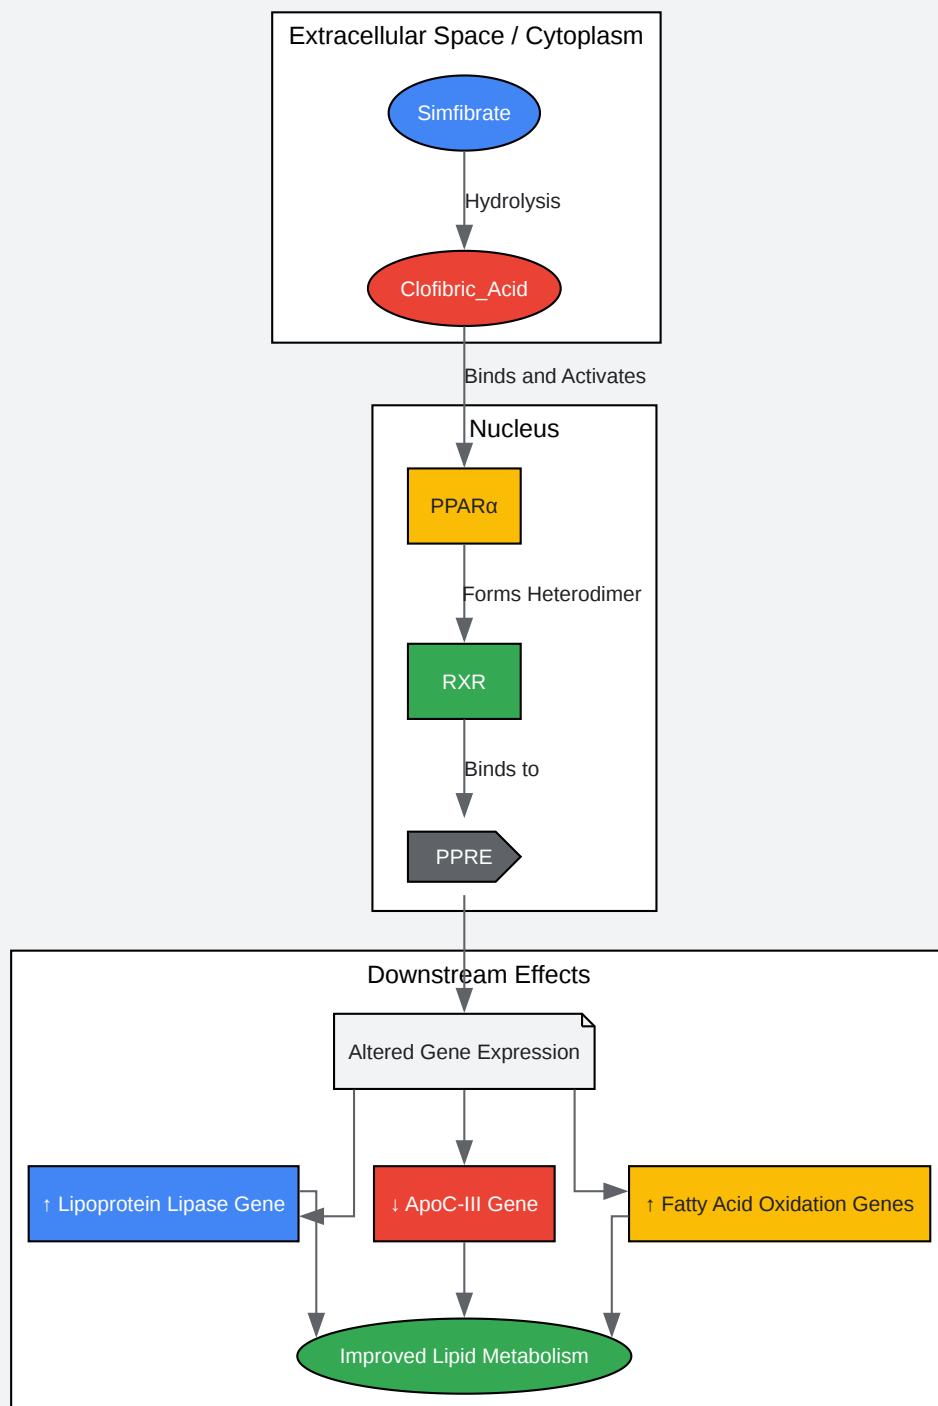 Extracellular Space / Cytoplasm
Simfibrate
Hydrolysis
Clofibric_Acid
Binds and Activates
Nucleus
PPARα
Forms Heterodimer
RXR
Binds to
PPRE
Downstream Effects
Altered Gene Expression
↑ Lipoprotein Lipase Gene
↓ ApoC-III Gene
↑ Fatty Acid Oxidation Genes
Improved Lipid Metabolism